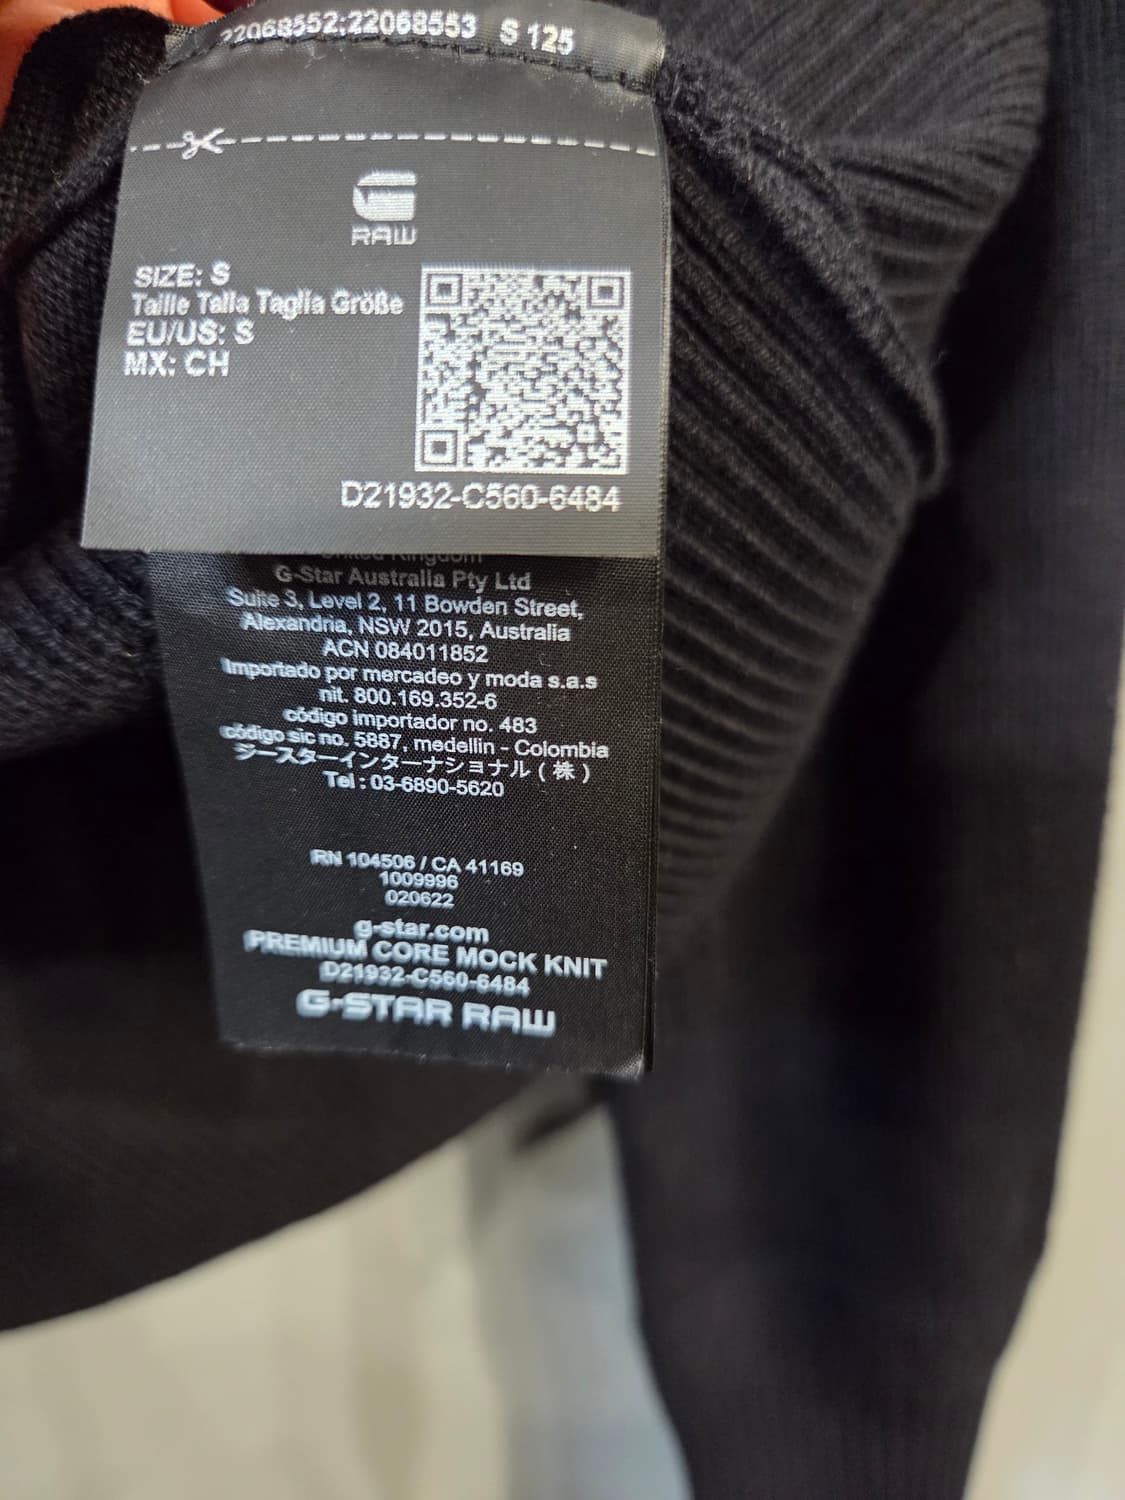 22068552;22068553 S 125
RAW
SIZE: S
Taille Talla Taglia Größe
EU/US: S
MX: CH
D21932-C560-6484
United Kingdom
G-Star Australia Pty Ltd
Suite 3, Level 2, 11 Bowden Street,
Alexandria, NSW 2015, Australia
ACN 084011852
Importado por mercadeo y moda s.a.s
nit. 800.169.352-6
código importador no. 483
código sic no. 5887, medellin - Colombia
ジースターインターナショナル(株)
Tel : 03-6890-5620
RN 104506 / CA 41169
1009996
020622
g-star.com
PREMIUM CORE MOCK KNIT
D21932-C560-6484
G-STAR RAW